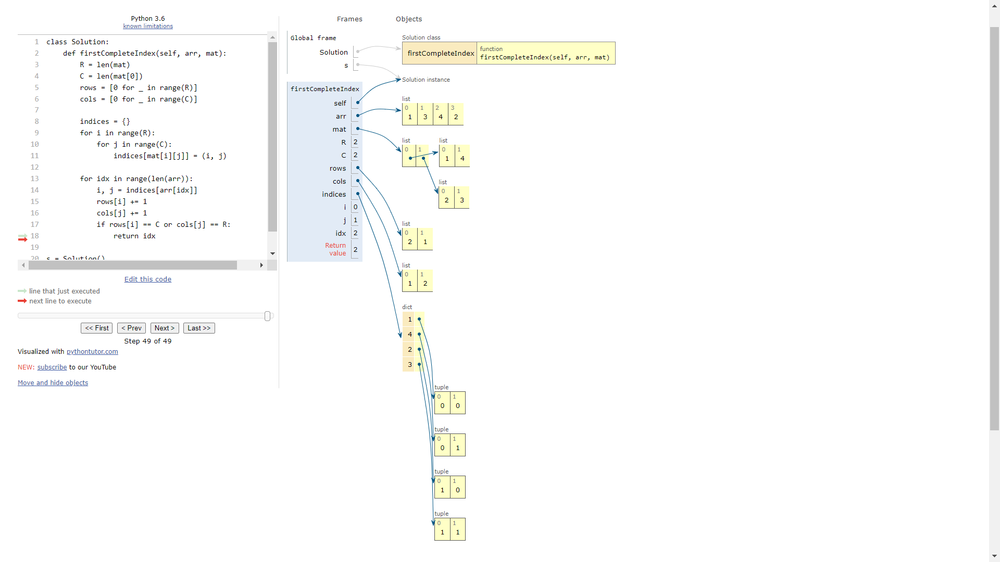 Python 3.6
known limitations
1 class Solution:
2 def firstCompleteIndex(self, arr, mat):
3 R = len(mat)
4 C = len(mat[0])
5 rows = [0 for _ in range(R)]
6 cols = [0 for _ in range(C)]
7
8 indices = {}
9 for i in range(R):
10 for j in range(C):
11 indices[mat[i][j]] = (i, j)
12
13 for idx in range(len(arr)):
14 i, j = indices[arr[idx]]
15 rows[i] += 1
16 cols[j] += 1
17 if rows[i] == C or cols[j] == R:
18 return idx
19
20 s = Solution()
Edit this code
line that just executed
next line to execute
<< First < Prev Next > Last >>
Step 49 of 49
Visualized with pythontutor.com
NEW: subscribe to our YouTube
Move and hide objects
Frames Objects
Global frame
Solution
s
firstCompleteIndex
self
arr
mat
R 2
C 2
rows
cols
indices
i 0
j 1
idx 2
Return
value 2
Solution class
firstCompleteIndex
function
firstCompleteIndex(self, arr, mat)
Solution instance
list
0 1 2 3
1 3 4 2
list
0 1
list
0 1
1 4
list
0 1
2 3
list
0 1
2 1
list
0 1
1 2
dict
1
4
2
3
tuple
0 1
0 0
tuple
0 1
0 1
tuple
0 1
1 0
tuple
0 1
1 1